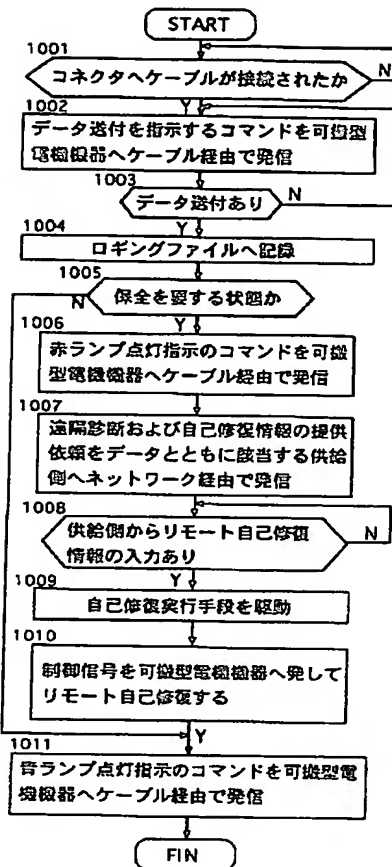 START
1001
コネクタへケーブルが接続されたか
N
1002
Y
データ送付を指示するコマンドを可搬型
電機機器へケーブル経由で発信
1003
データ送付あり
N
1004
Y
ロギングファイルへ記録
1005
N
保全を要する状態か
1006
Y
赤ランプ点灯指示のコマンドを可搬
型電機機器へケーブル経由で発信
1007
遠隔診断および自己修復情報の提供
依頼をデータとともに該当する供給
側へネットワーク経由で発信
1008
供給側からリモート自己修復
情報の入力あり
N
1009
Y
自己修復実行手段を駆動
1010
制御信号を可搬型電機機器へ発して
リモート自己修復する
1011
Y
青ランプ点灯指示のコマンドを可搬型電
機機器へケーブル経由で発信
FIN